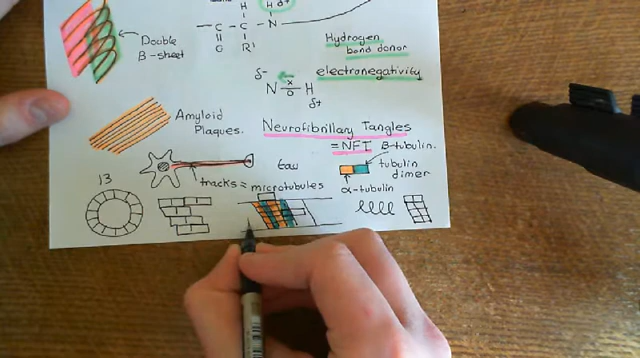 H
H δ+
C
C
N
O
R'
Double
B-sheet
Hydrogen
bond donor
electronegativity
δ-
N x H
o δ+
Amyloid
Plaques.
Neurofibrillary Tangles
= NFT
B-tubulin.
tau
tubulin
dimer
tracks = microtubules
α-tubulin
13